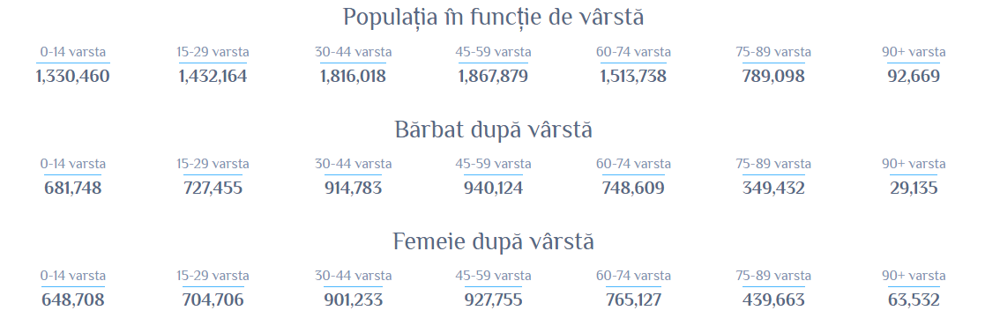 Populația în funcție de vârstă
0-14 varsta 15-29 varsta 30-44 varsta 45-59 varsta 60-74 varsta 75-89 varsta 90+ varsta
1,330,460 1,432,164 1,816,018 1,867,879 1,513,738 789,098 92,669
Bărbat după vârstă
0-14 varsta 15-29 varsta 30-44 varsta 45-59 varsta 60-74 varsta 75-89 varsta 90+ varsta
681,748 727,455 914,783 940,124 748,609 349,432 29,135
Femeie după vârstă
0-14 varsta 15-29 varsta 30-44 varsta 45-59 varsta 60-74 varsta 75-89 varsta 90+ varsta
648,708 704,706 901,233 927,755 765,127 439,663 63,532